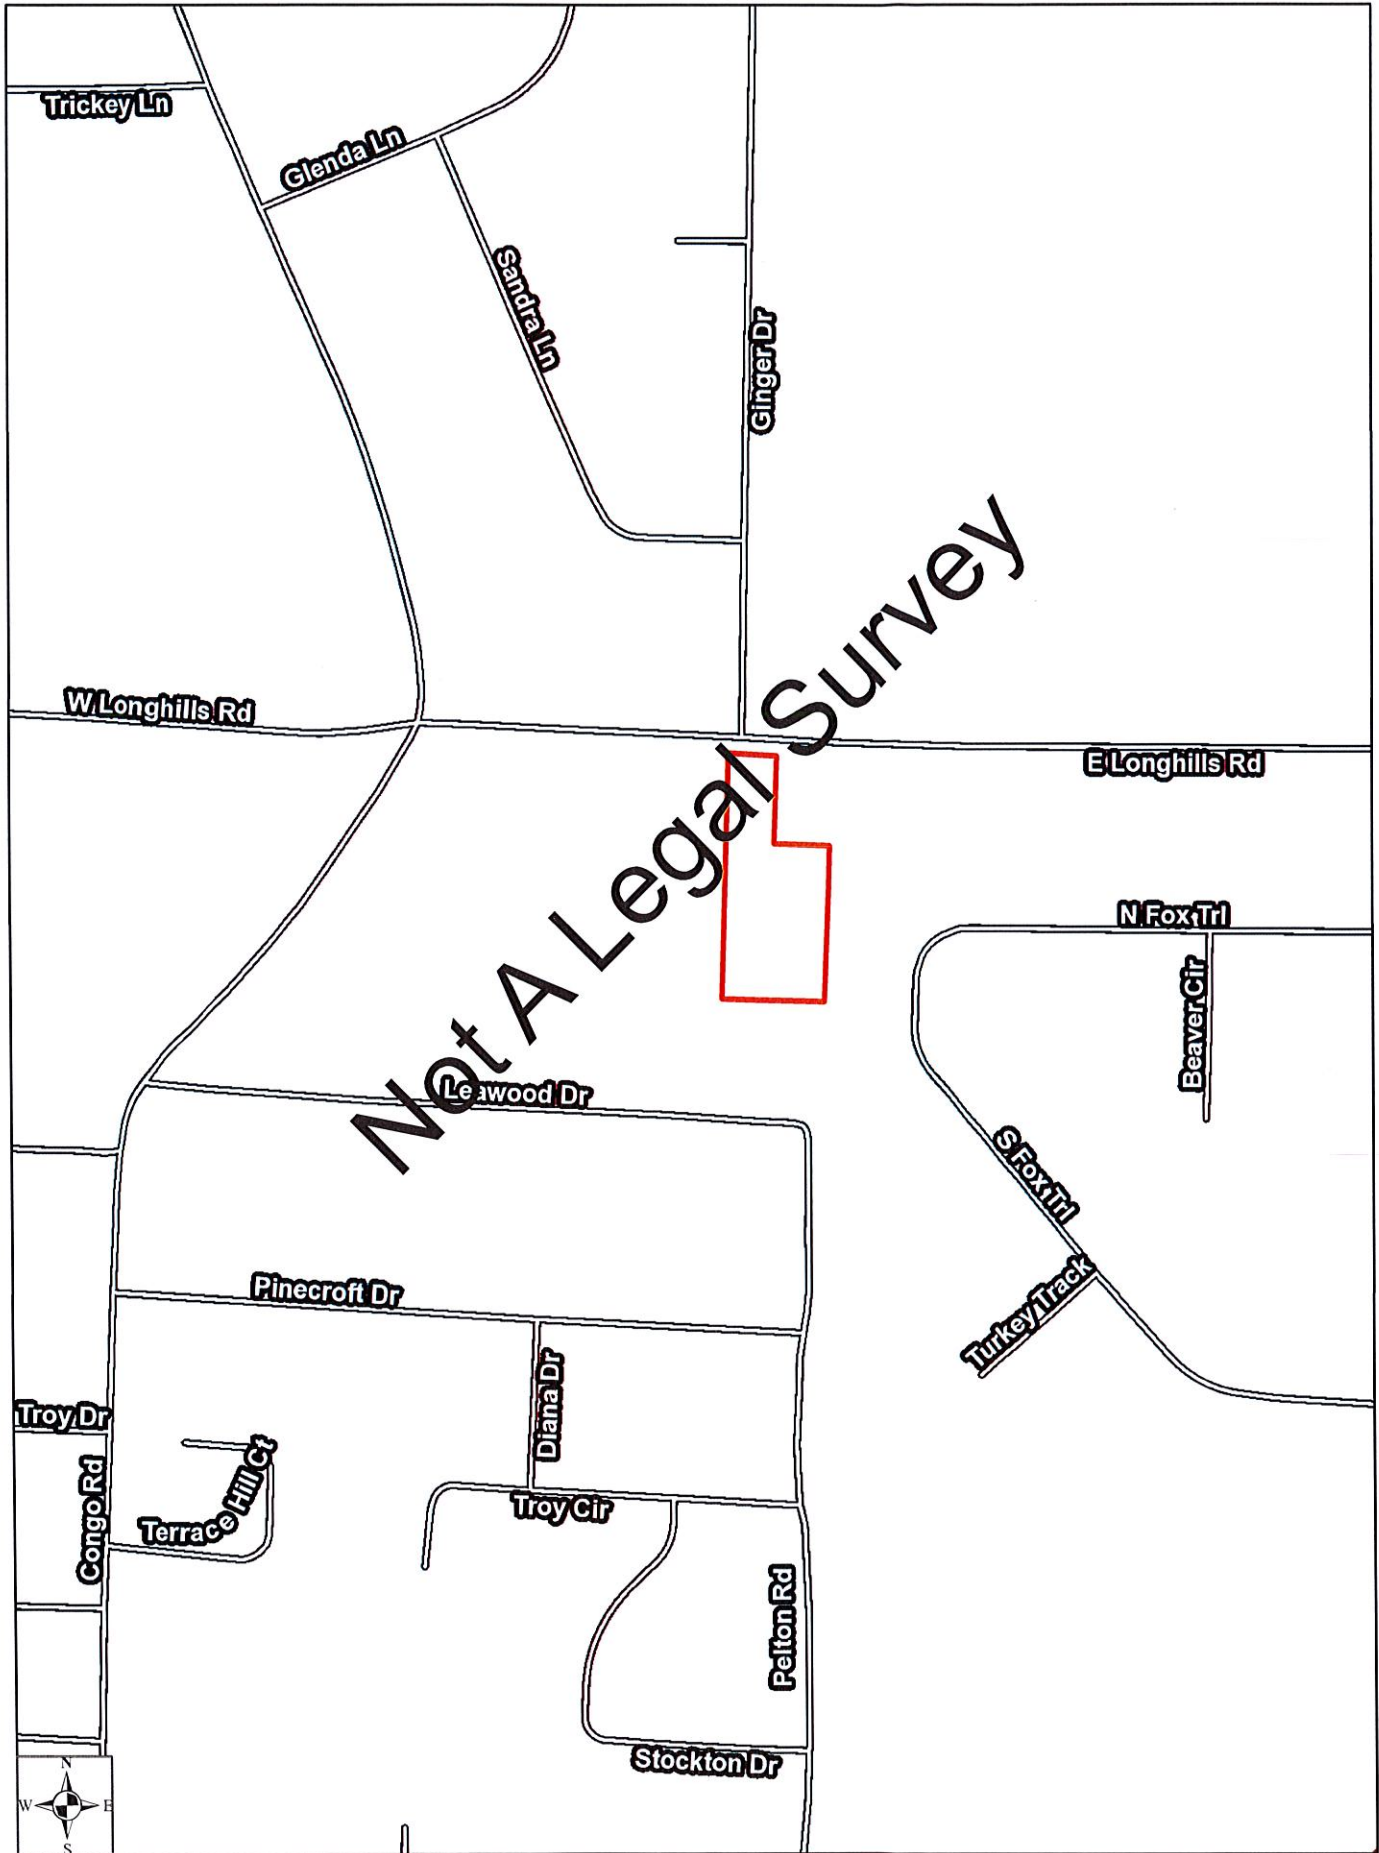 Trickey Ln
Glenda Ln
Sandra Ln
Ginger Dr
W Longhills Rd
E Longhills Rd
Not A Legal Survey
N Fox Trl
Beaver Cir
Leawood Dr
S Fox Trl
Turkey Track
Pinecroft Dr
Diana Dr
Troy Dr
Terrace Hill Ct
Congo Rd
Troy Cir
Pelton Rd
Stockton Dr
N
W E
S